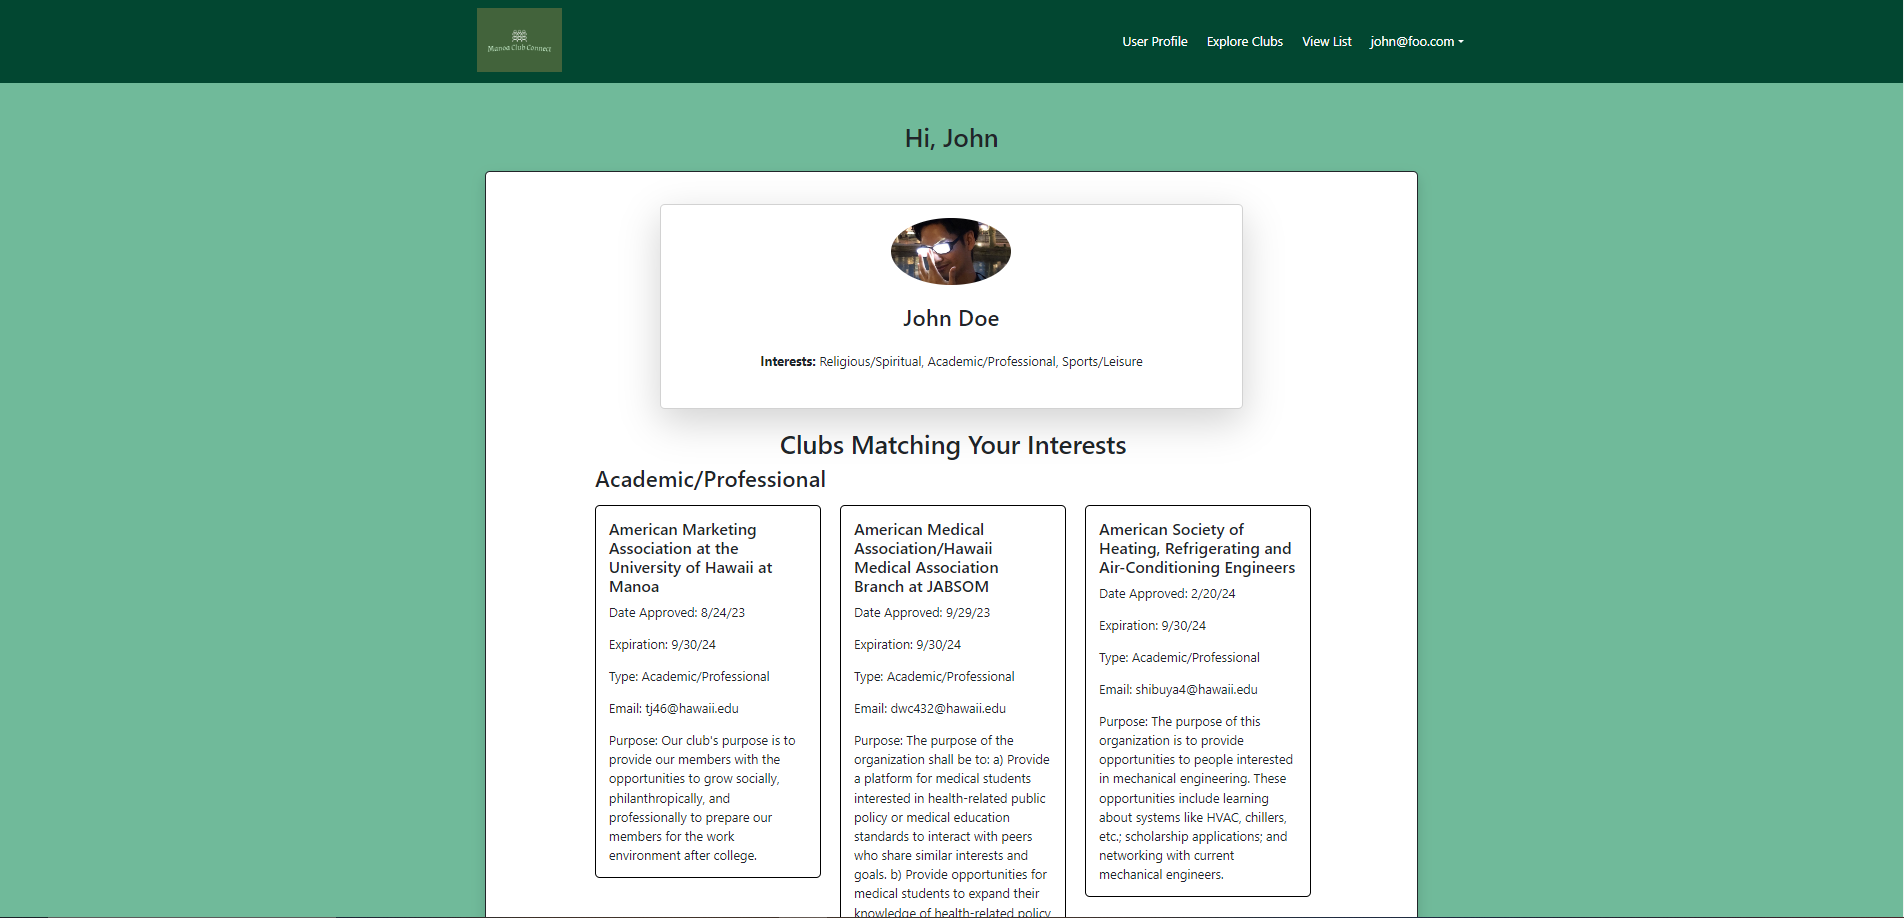 Manoa Club Connect
User Profile
Explore Clubs
View List
john@foo.com
Hi, John
John Doe
Interests: Religious/Spiritual, Academic/Professional, Sports/Leisure
Clubs Matching Your Interests
Academic/Professional
American Marketing
Association at the
University of Hawaii at
Manoa
Date Approved: 8/24/23
Expiration: 9/30/24
Type: Academic/Professional
Email: tj46@hawaii.edu
Purpose: Our club's purpose is to
provide our members with the
opportunities to grow socially,
philanthropically, and
professionally to prepare our
members for the work
environment after college.
American Medical
Association/Hawaii
Medical Association
Branch at JABSOM
Date Approved: 9/29/23
Expiration: 9/30/24
Type: Academic/Professional
Email: dwc432@hawaii.edu
Purpose: The purpose of the
organization shall be to: a) Provide
a platform for medical students
interested in health-related public
policy or medical education
standards to interact with peers
who share similar interests and
goals. b) Provide opportunities for
medical students to expand their
knowledge of health-related policy
American Society of
Heating, Refrigerating and
Air-Conditioning Engineers
Date Approved: 2/20/24
Expiration: 9/30/24
Type: Academic/Professional
Email: shibuya4@hawaii.edu
Purpose: The purpose of this
organization is to provide
opportunities to people interested
in mechanical engineering. These
opportunities include learning
about systems like HVAC, chillers,
etc.; scholarship applications; and
networking with current
mechanical engineers.